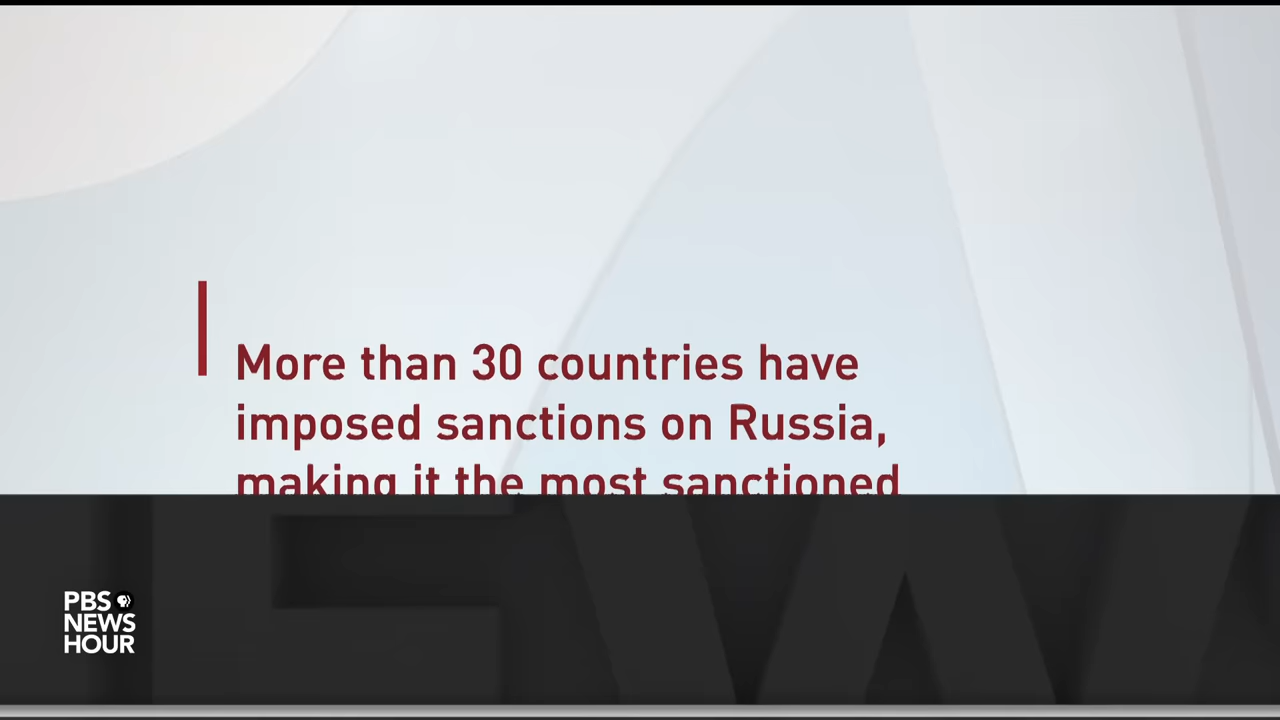 More than 30 countries have
imposed sanctions on Russia,
making it the most sanctioned
PBS
NEWS
HOUR